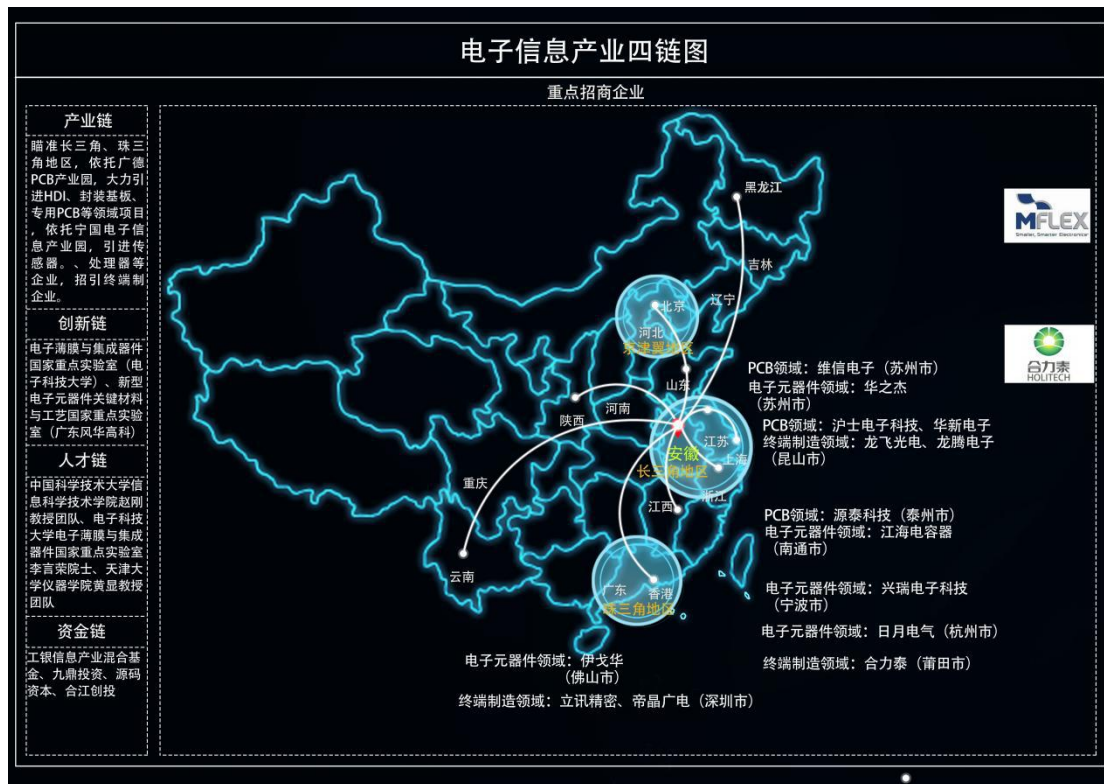 电子信息产业四链图
重点招商企业
产业链
瞄准长三角、珠三
角地区，依托广德
PCB产业园，大力引
进HDI、封装基板、
专用PCB等领域项目
，依托宁国电子信
息产业园，引进传
感器。、处理器等
企业，招引终端制
企业。
创新链
电子薄膜与集成器件
国家重点实验室（电
子科技大学）、新型
电子元器件关键材料
与工艺国家重点实验
室（广东风华高科）
人才链
中国科学技术大学信
息科学技术学院赵刚
教授团队、电子科技
大学电子薄膜与集成
器件国家重点实验室
李言荣院士、天津大
学仪器学院黄显教授
团队
资金链
工银信息产业混合基
金、九鼎投资、源码
资本、合江创投
黑龙江
吉林
辽宁
北京
河北
京津翼地区
山东
陕西
河南
江苏
安徽
上海
长三角地区
重庆
浙江
江西
云南
广东
香港
珠三角地区
MFLEX
Smaller, Smarter Electronics
合力泰
HOLITECH
PCB领域：维信电子（苏州市）
电子元器件领域：华之杰
（苏州市）
PCB领域：沪士电子科技、华新电子
终端制造领域：龙飞光电、龙腾电子
（昆山市）
PCB领域：源泰科技（泰州市）
电子元器件领域：江海电容器
（南通市）
电子元器件领域：兴瑞电子科技
（宁波市）
电子元器件领域：日月电气（杭州市）
终端制造领域：合力泰（莆田市）
电子元器件领域：伊戈华
（佛山市）
终端制造领域：立讯精密、帝晶广电（深圳市）